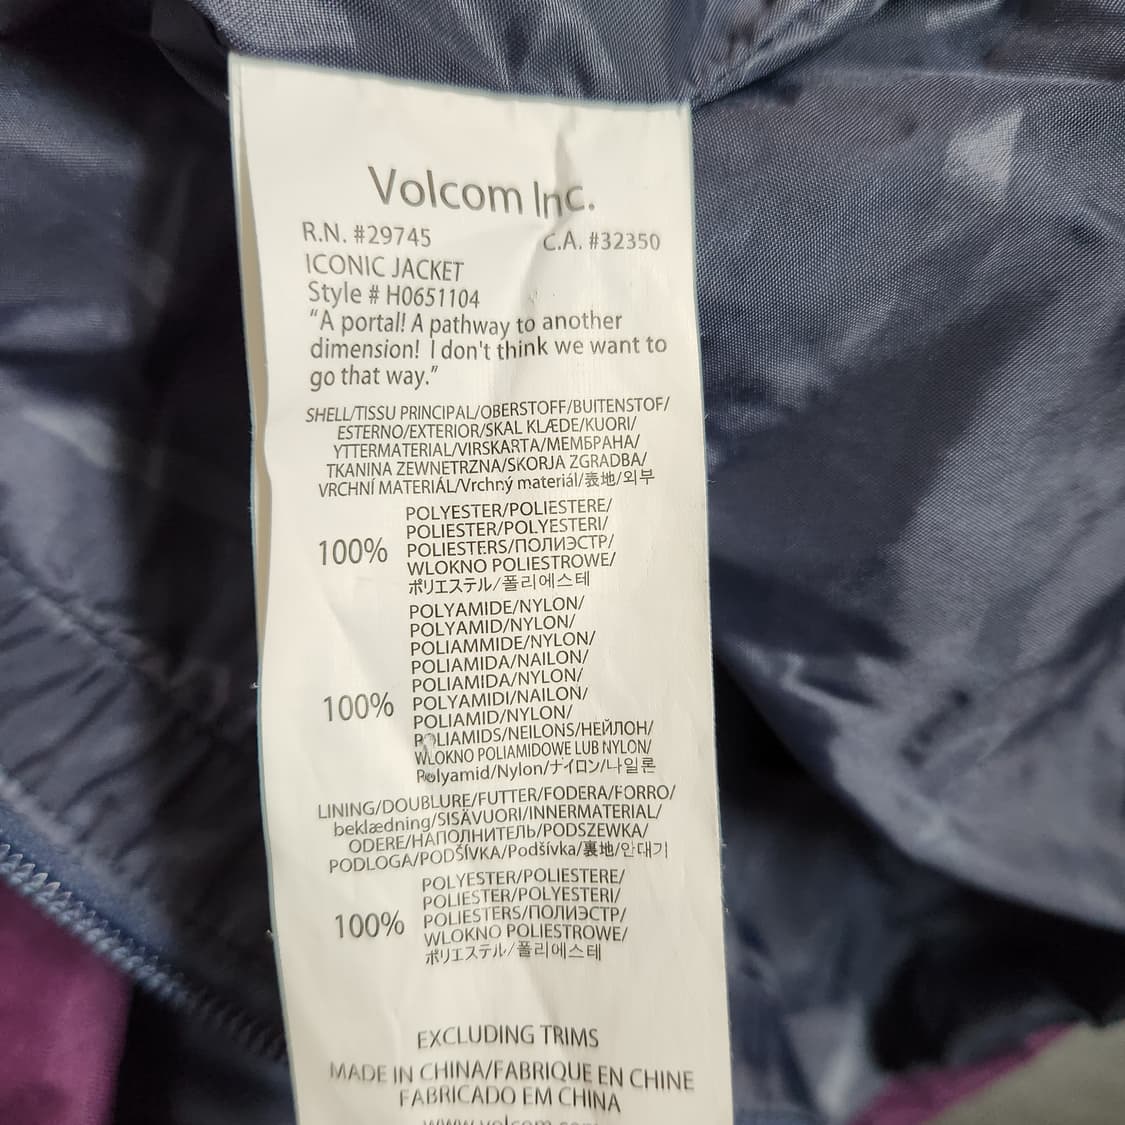 Volcom Inc.
R.N. #29745 C.A. #32350
ICONIC JACKET
Style # H0651104
“A portal! A pathway to another
dimension! I don't think we want to
go that way.”
SHELL/TISSU PRINCIPAL/OBERSTOFF/BUITENSTOF/
ESTERNO/EXTERIOR/SKAL KLÆDE/KUORI/
YTTERMATERIAL/VIRSKARTA/МЕМБРАНА/
TKANINA ZEWNETRZNA/SKORJA ZGRADBA/
VRCHNÍ MATERIÁL/Vrchný materiál/表地/외부
100%
POLYESTER/POLIESTERE/
POLIESTER/POLYESTERI/
POLIESTERS/ПОЛИЭСТР/
WLOKNO POLIESTROWE/
ポリエステル/폴리에스테
100%
POLYAMIDE/NYLON/
POLYAMID/NYLON/
POLIAMMIDE/NYLON/
POLIAMIDA/NAILON/
POLIAMIDA/NYLON/
POLYAMIDI/NAILON/
POLIAMID/NYLON/
POLIAMIDS/NEILONS/НЕЙЛОН/
WLOKNO POLIAMIDOWE LUB NYLON/
Polyamid/Nylon/ナイロン/나일론
LINING/DOUBLURE/FUTTER/FODERA/FORRO/
beklædning/SISÄVUORI/INNERMATERIAL/
ODERE/НАПОЛНИТЕЛЬ/PODSZEWKA/
PODLOGA/PODŠÍVKA/Podšívka/裏地/안대기
100%
POLYESTER/POLIESTERE/
POLIESTER/POLYESTERI/
POLIESTERS/ПОЛИЭСТР/
WLOKNO POLIESTROWE/
ポリエステル/폴리에스테
EXCLUDING TRIMS
MADE IN CHINA/FABRIQUE EN CHINE
FABRICADO EM CHINA